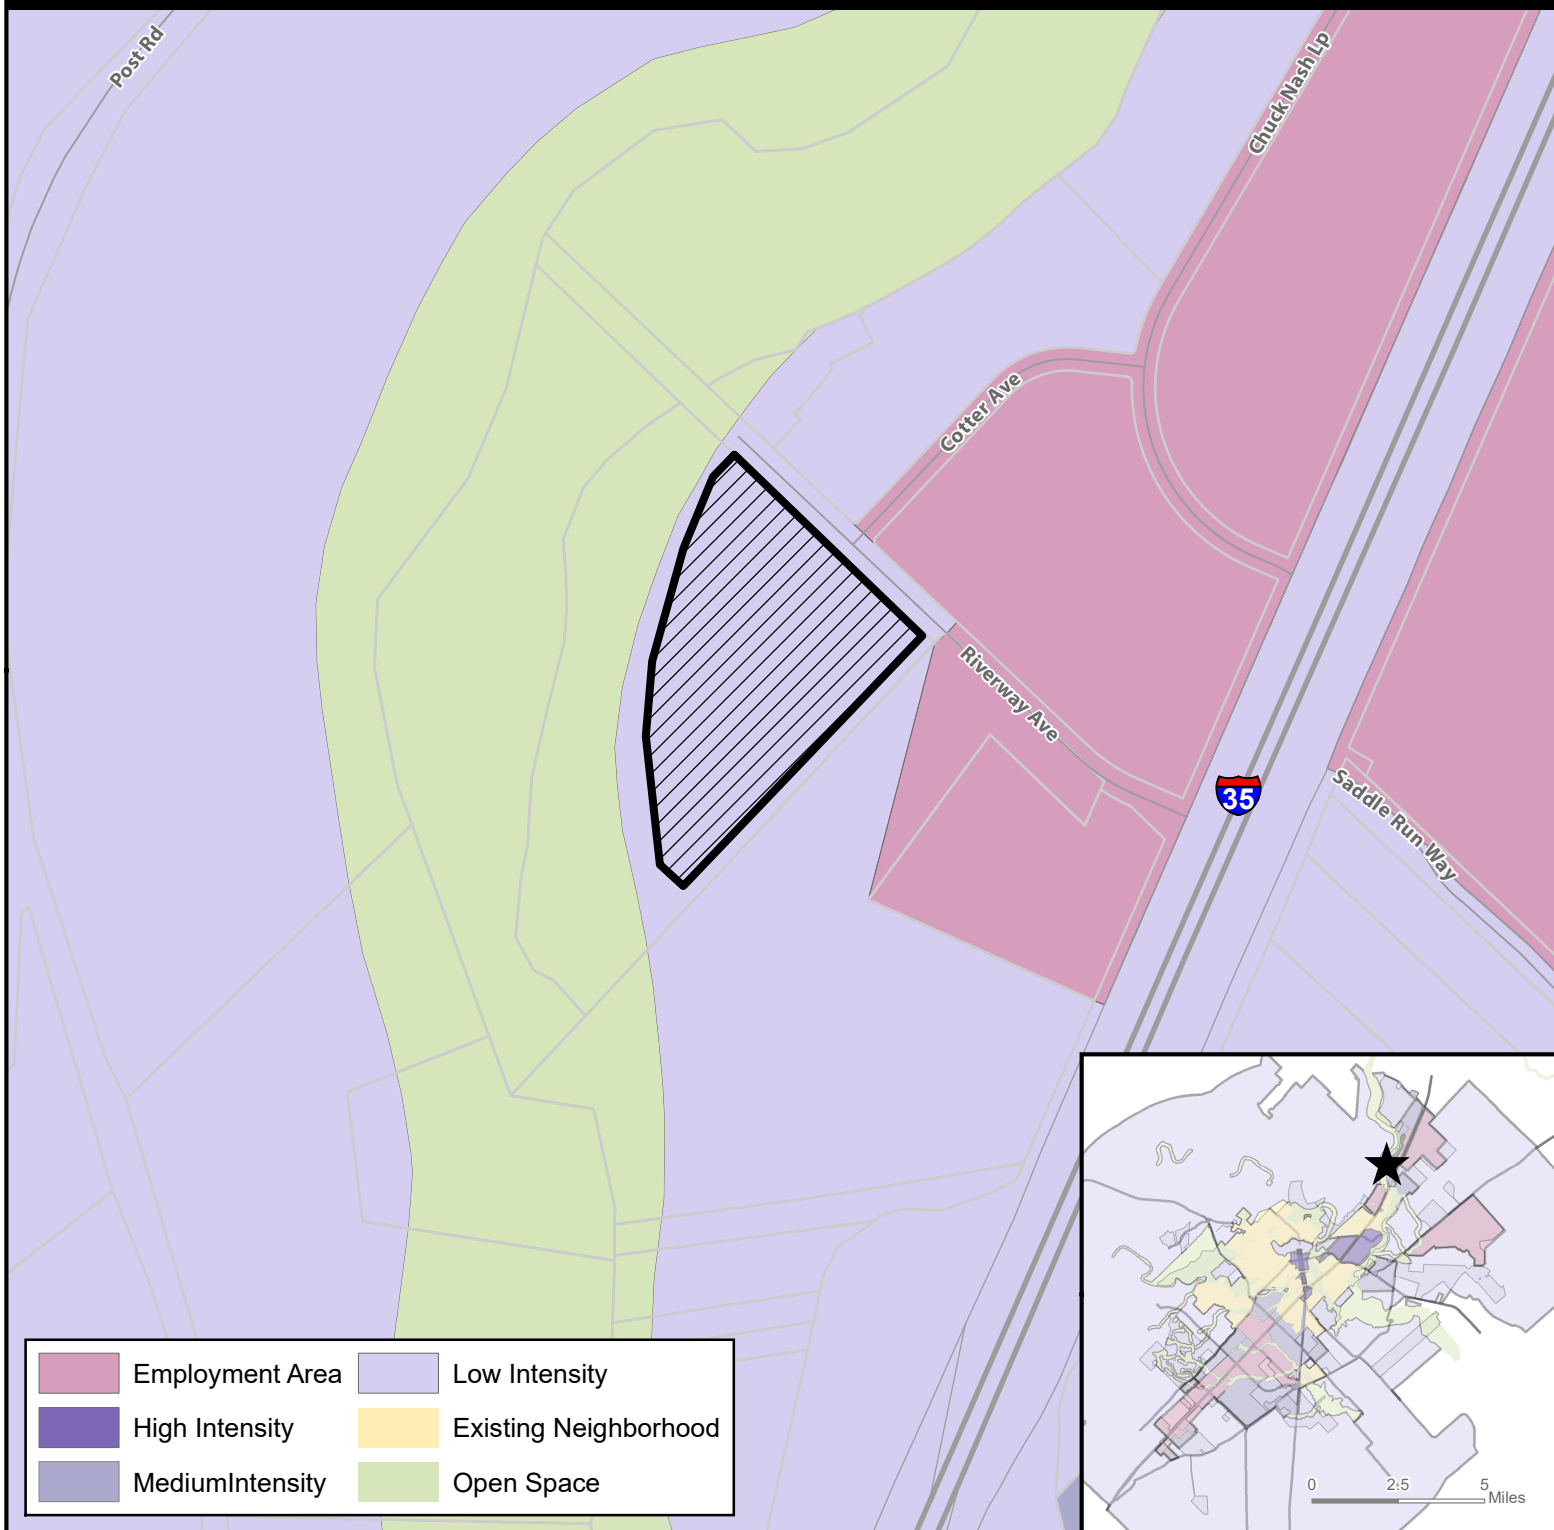 Post Rd
Chuck Nash Lp
Cotter Ave
Riverway Ave
35
Saddle Run Way
Employment Area
Low Intensity
High Intensity
Existing Neighborhood
MediumIntensity
Open Space
0 2.5 5
Miles